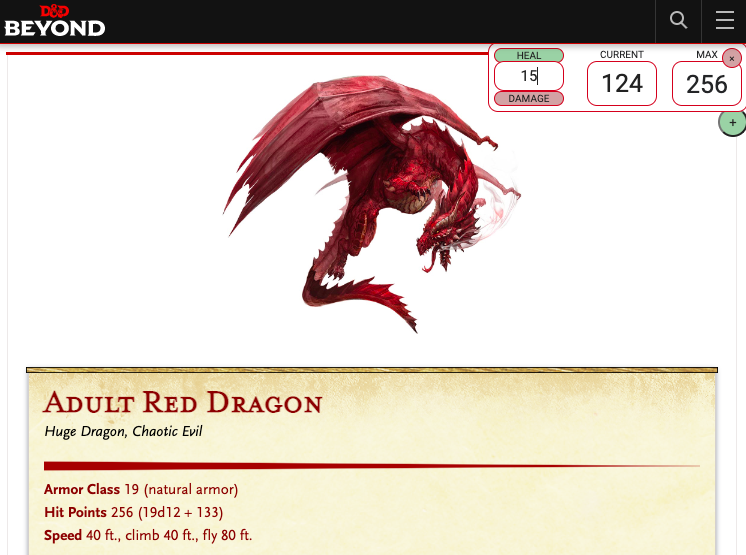 D&D
BEYOND
HEAL
15
DAMAGE
CURRENT
124
MAX
256
×
+
Adult Red Dragon
Huge Dragon, Chaotic Evil
Armor Class 19 (natural armor)
Hit Points 256 (19d12 + 133)
Speed 40 ft., climb 40 ft., fly 80 ft.